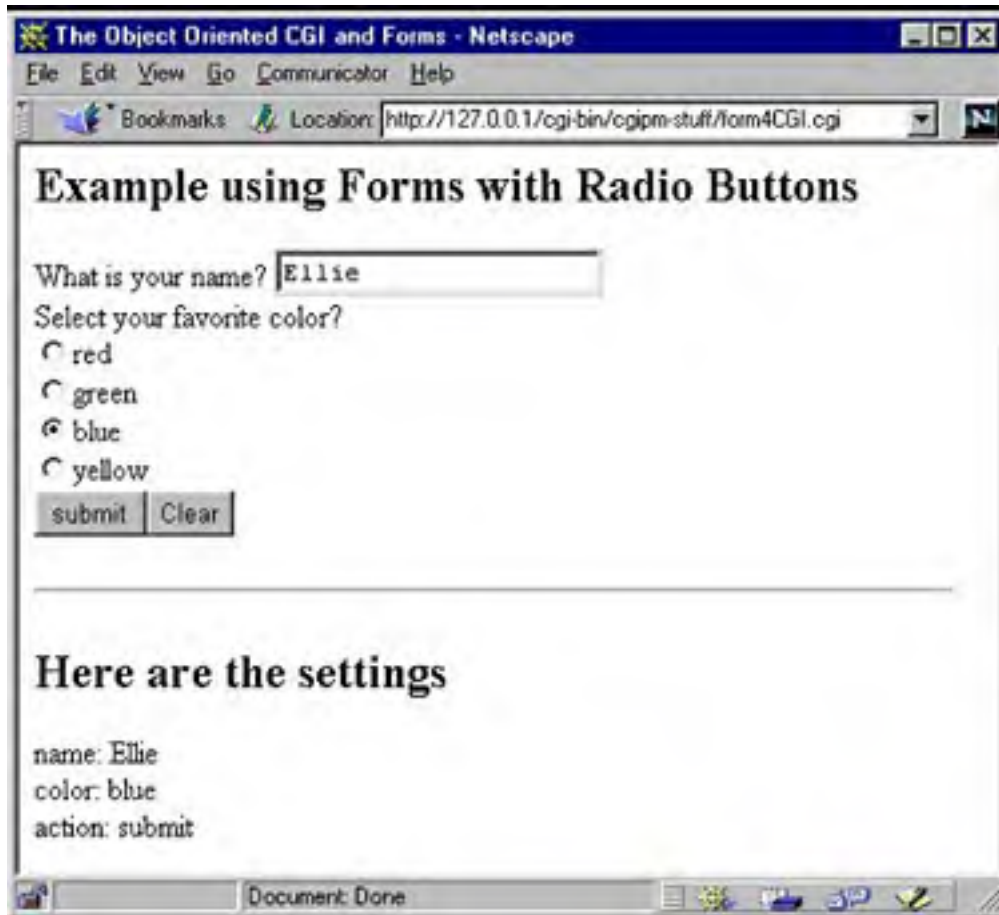 The Object Oriented CGI and Forms - Netscape
File Edit View Go Communicator Help
Bookmarks Location: http://127.0.0.1/cgi-bin/cgipm-stuff/form4CGI.cgi N
Example using Forms with Radio Buttons
What is your name? Ellie
Select your favorite color?
red
green
blue
yellow
submit Clear
Here are the settings
name: Ellie
color: blue
action: submit
Document: Done